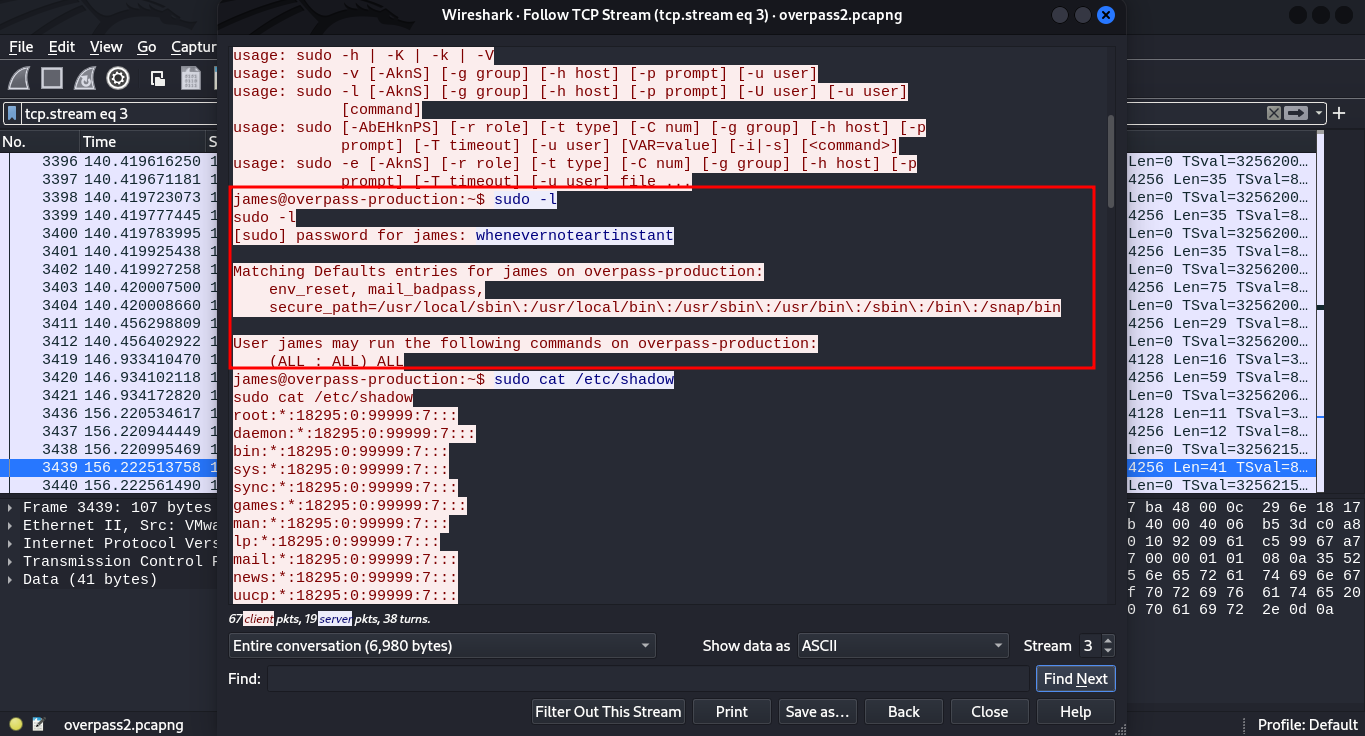 Wireshark · Follow TCP Stream (tcp.stream eq 3) · overpass2.pcapng
File Edit View Go Captur
tcp.stream eq 3
No. Time S
3396 140.419616250 1
3397 140.419671181 1
3398 140.419723073 1
3399 140.419777445 1
3400 140.419783995 1
3401 140.419925438 1
3402 140.419927258 1
3403 140.420007500 1
3404 140.420008660 1
3411 140.456298809 1
3412 140.456402922 1
3419 146.933410470 1
3420 146.934102118 1
3421 146.934172820 1
3436 156.220534617 1
3437 156.220944449 1
3438 156.220995469 1
3439 156.222513758 1
3440 156.222561490 1
Frame 3439: 107 bytes
Ethernet II, Src: VMwa
Internet Protocol Vers
Transmission Control P
Data (41 bytes)
usage: sudo -h | -K | -k | -V
usage: sudo -v [-AknS] [-g group] [-h host] [-p prompt] [-u user]
usage: sudo -l [-AknS] [-g group] [-h host] [-p prompt] [-U user] [-u user]
[command]
usage: sudo [-AbEHknPS] [-r role] [-t type] [-C num] [-g group] [-h host] [-p
prompt] [-T timeout] [-u user] [VAR=value] [-i|-s] [<command>]
usage: sudo -e [-AknS] [-r role] [-t type] [-C num] [-g group] [-h host] [-p
prompt] [-T timeout] [-u user] file ...
james@overpass-production:~$ sudo -l
sudo -l
[sudo] password for james: whenevernoteartinstant
Matching Defaults entries for james on overpass-production:
env_reset, mail_badpass,
secure_path=/usr/local/sbin\:/usr/local/bin\:/usr/sbin\:/usr/bin\:/sbin\:/bin\:/snap/bin
User james may run the following commands on overpass-production:
(ALL : ALL) ALL
james@overpass-production:~$ sudo cat /etc/shadow
sudo cat /etc/shadow
root:*:18295:0:99999:7:::
daemon:*:18295:0:99999:7:::
bin:*:18295:0:99999:7:::
sys:*:18295:0:99999:7:::
sync:*:18295:0:99999:7:::
games:*:18295:0:99999:7:::
man:*:18295:0:99999:7:::
lp:*:18295:0:99999:7:::
mail:*:18295:0:99999:7:::
news:*:18295:0:99999:7:::
uucp:*:18295:0:99999:7:::
67 client pkts, 19 server pkts, 38 turns.
Entire conversation (6,980 bytes) Show data as ASCII Stream 3
Find: Find Next
Filter Out This Stream Print Save as… Back Close Help
Len=0 TSval=3256200…
4256 Len=35 TSval=8…
Len=0 TSval=3256200…
4256 Len=35 TSval=8…
Len=0 TSval=3256200…
4256 Len=35 TSval=8…
Len=0 TSval=3256200…
4256 Len=75 TSval=8…
Len=0 TSval=3256200…
4256 Len=29 TSval=8…
Len=0 TSval=3256200…
4128 Len=16 TSval=3…
4256 Len=59 TSval=8…
Len=0 TSval=3256206…
4128 Len=11 TSval=3…
4256 Len=12 TSval=8…
Len=0 TSval=3256215…
4256 Len=41 TSval=8…
Len=0 TSval=3256215…
7 ba 48 00 0c 29 6e 18 17
b 40 00 40 06 b5 3d c0 a8
0 10 92 09 61 c5 99 67 a7
7 00 00 01 01 08 0a 35 52
5 6e 65 72 61 74 69 6e 67
f 70 72 69 76 61 74 65 20
0 70 61 69 72 2e 0d 0a
overpass2.pcapng
Profile: Default